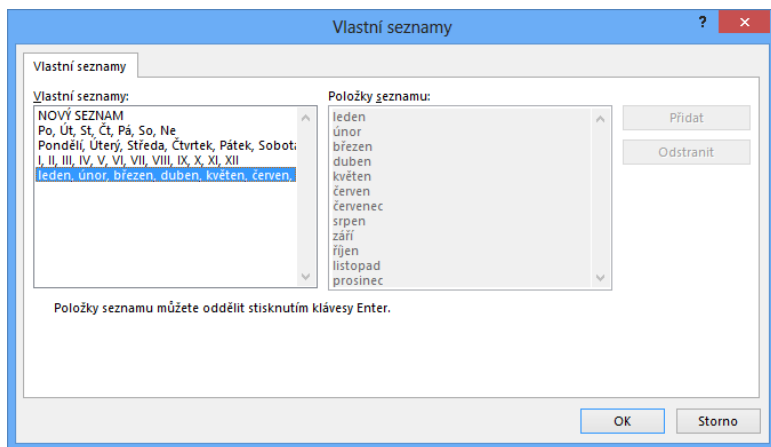 Vlastní seznamy
?
Vlastní seznamy
Vlastní seznamy:
NOVÝ SEZNAM
Po, Út, St, Čt, Pá, So, Ne
Pondělí, Úterý, Středa, Čtvrtek, Pátek, Sobota
I, II, III, IV, V, VI, VII, VIII, IX, X, XI, XII
leden, únor, březen, duben, květen, červen,
Položky seznamu:
leden
únor
březen
duben
květen
červen
červenec
srpen
září
říjen
listopad
prosinec
Přidat
Odstranit
Položky seznamu můžete oddělit stisknutím klávesy Enter.
OK
Storno